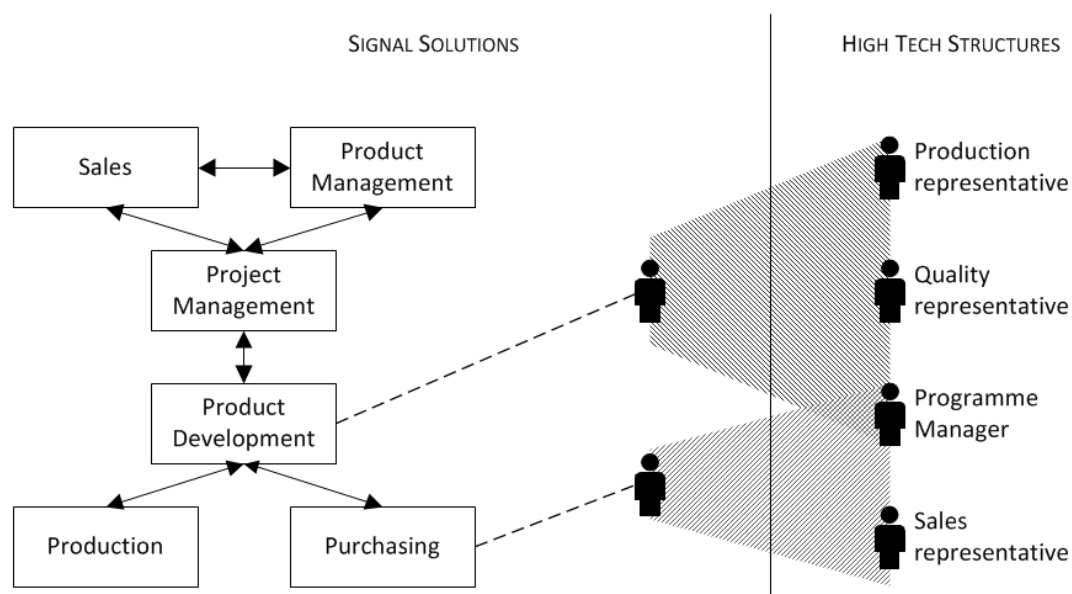 SIGNAL SOLUTIONS
HIGH TECH STRUCTURES
Sales
Product
Management
Project
Management
Product
Development
Production
Purchasing
Production
representative
Quality
representative
Programme
Manager
Sales
representative